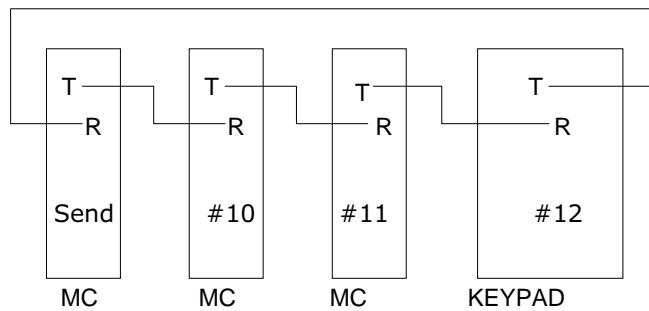 T T T T
R R R R
Send #10 #11 #12
MC MC MC KEYPAD